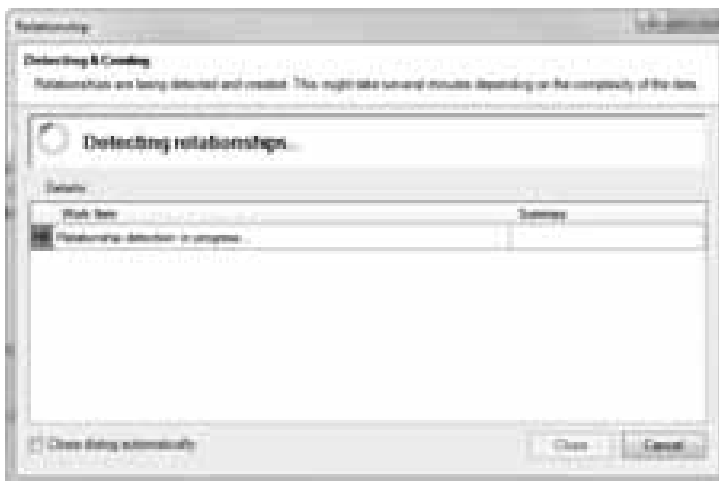 Relationship
Detecting & Creating
Relationships are being detected and created. This might take several minutes depending on the complexity of the data.
Detecting relationships...
Details:
Work Item
Summary
Relationship detection in progress...
Close dialog automatically
Close
Cancel